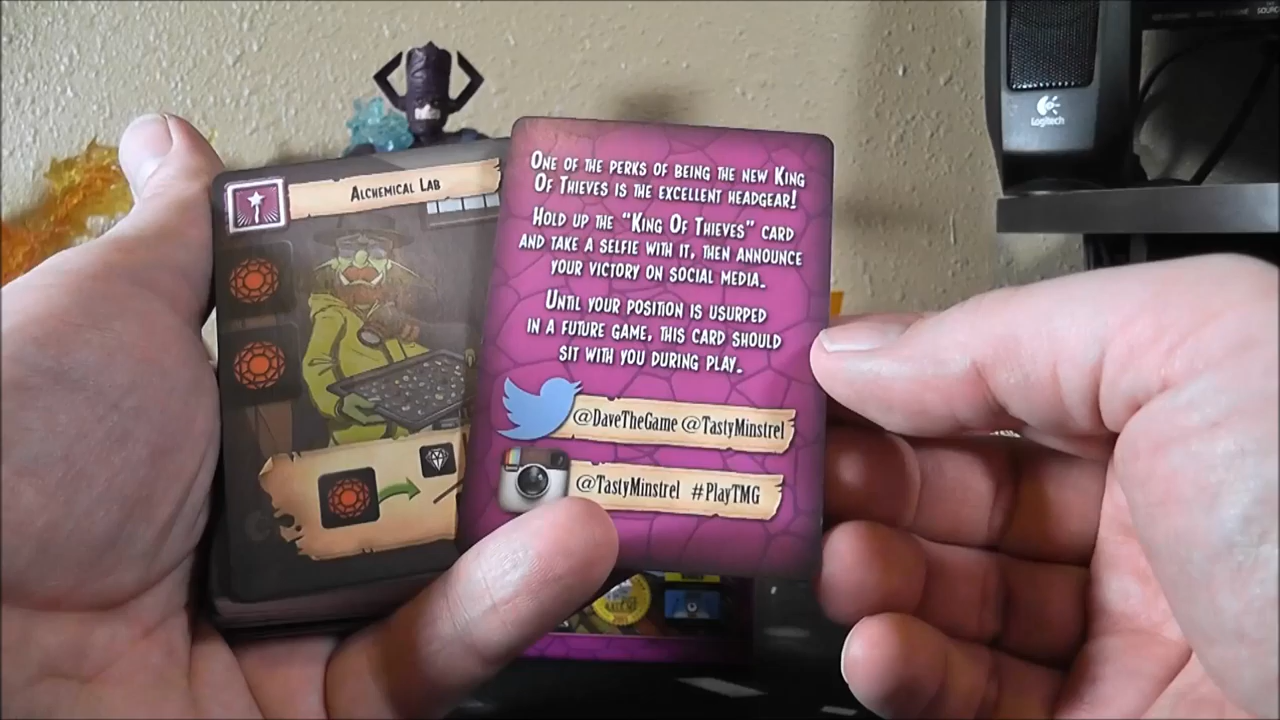 Logitech
Alchemical Lab
One of the perks of being the new King
Of Thieves is the excellent headgear!
Hold up the "King Of Thieves" card
and take a selfie with it, then announce
your victory on social media.
Until your position is usurped
in a future game, this card should
sit with you during play.
@DaveTheGame @TastyMinstrel
@TastyMinstrel #PlayTMG